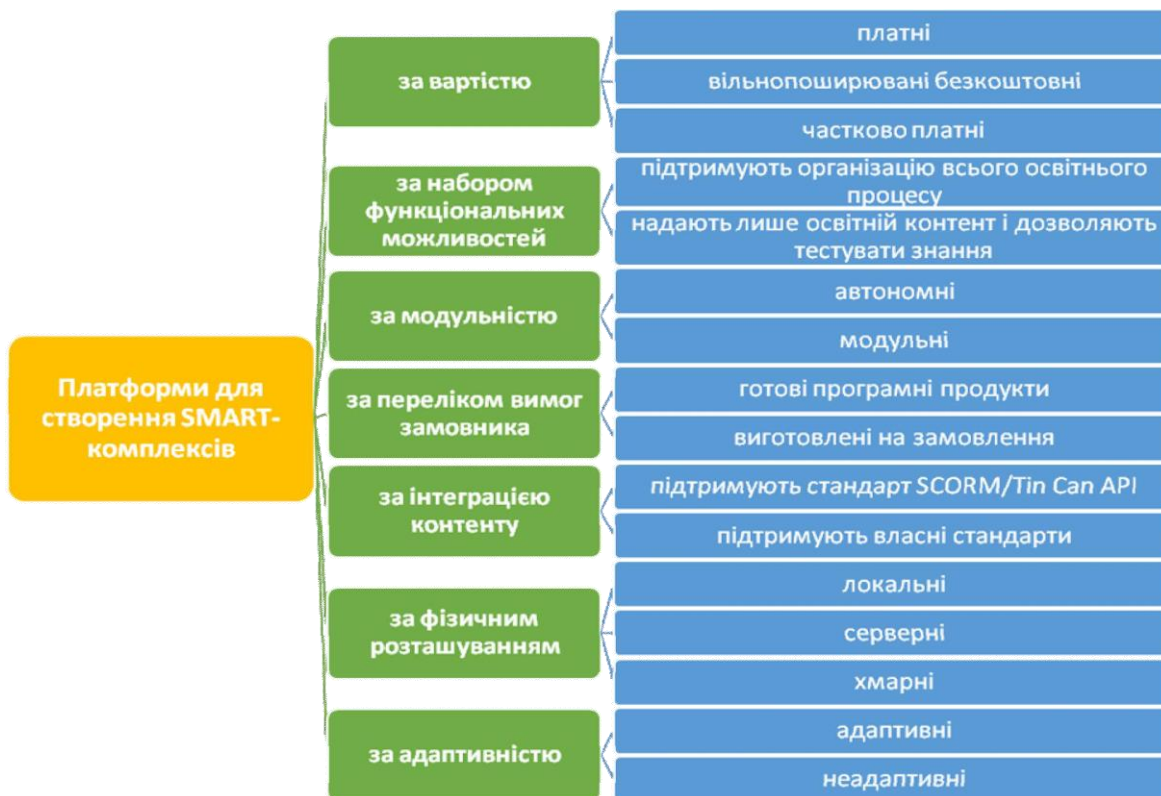 Платформи для
створення SMART-
комплексів
за вартістю
платні
вільнопоширювані безкоштовні
частково платні
за набором
функціональних
можливостей
підтримують організацію всього освітнього
процесу
надають лише освітній контент і дозволяють
тестувати знання
за модульністю
автономні
модульні
за переліком вимог
замовника
готові програмні продукти
виготовлені на замовлення
за інтеграцією
контенту
підтримують стандарт SCORM/Tin Can API
підтримують власні стандарти
за фізичним
розташуванням
локальні
серверні
хмарні
за адаптивністю
адаптивні
неадаптивні